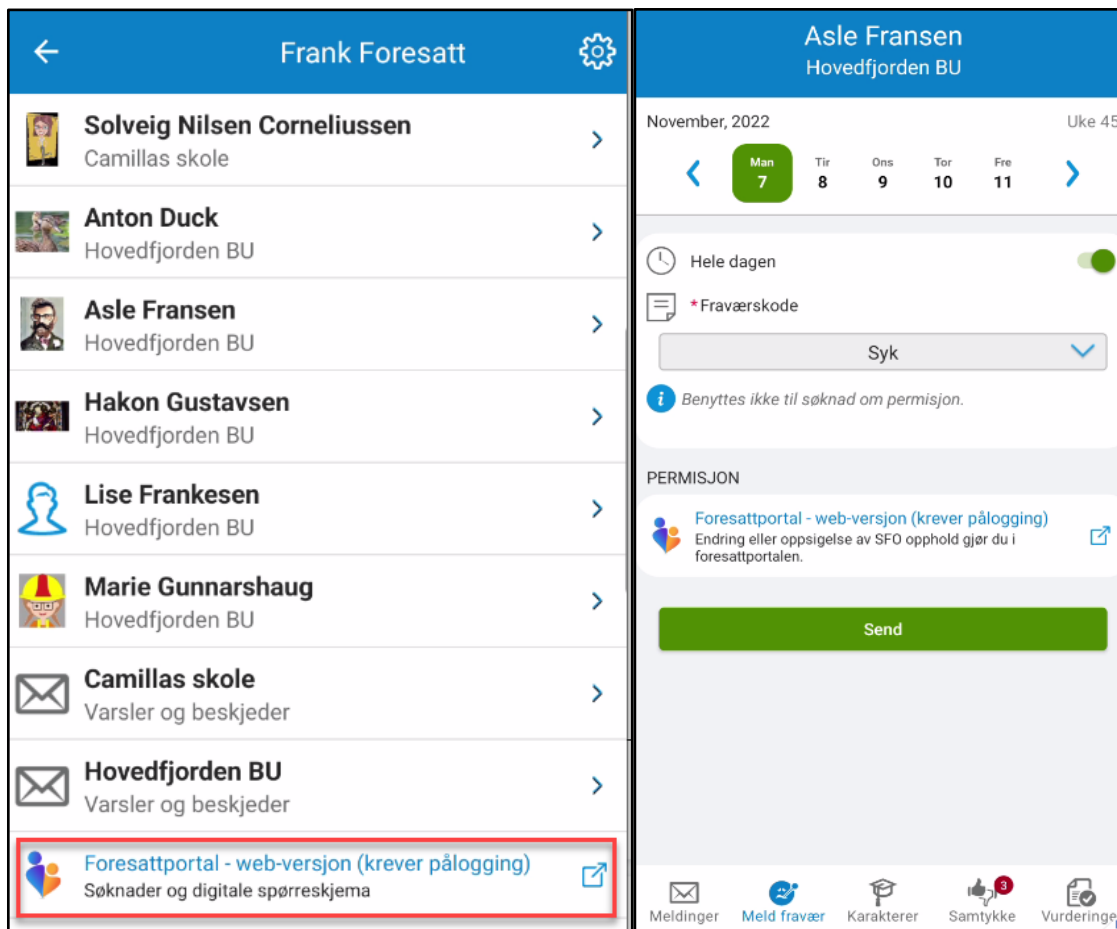 Frank Foresatt
Solveig Nilsen Corneliussen
Camillas skole
Anton Duck
Hovedfjorden BU
Asle Fransen
Hovedfjorden BU
Hakon Gustavsen
Hovedfjorden BU
Lise Frankesen
Hovedfjorden BU
Marie Gunnarshaug
Hovedfjorden BU
Camillas skole
Varsler og beskjeder
Hovedfjorden BU
Varsler og beskjeder
Foresattportal - web-versjon (krever pålogging)
Søknader og digitale spørreskjema
Asle Fransen
Hovedfjorden BU
November, 2022 Uke 45
Man Tir Ons Tor Fre
7 8 9 10 11
Hele dagen
*Fraværskode
Syk
i Benyttes ikke til søknad om permisjon.
PERMISJON
Foresattportal - web-versjon (krever pålogging)
Endring eller oppsigelse av SFO opphold gjør du i
foresattportalen.
Send
3
Meldinger Meld fravær Karakterer Samtykke Vurderinge